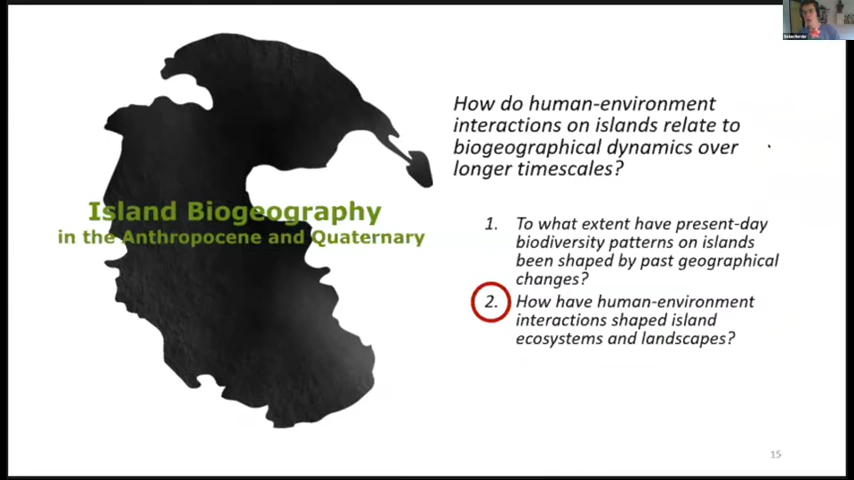 Island Biogeography
in the Anthropocene and Quaternary
How do human-environment
interactions on islands relate to
biogeographical dynamics over
longer timescales?
1. To what extent have present-day
biodiversity patterns on islands
been shaped by past geographical
changes?
2. How have human-environment
interactions shaped island
ecosystems and landscapes?
15